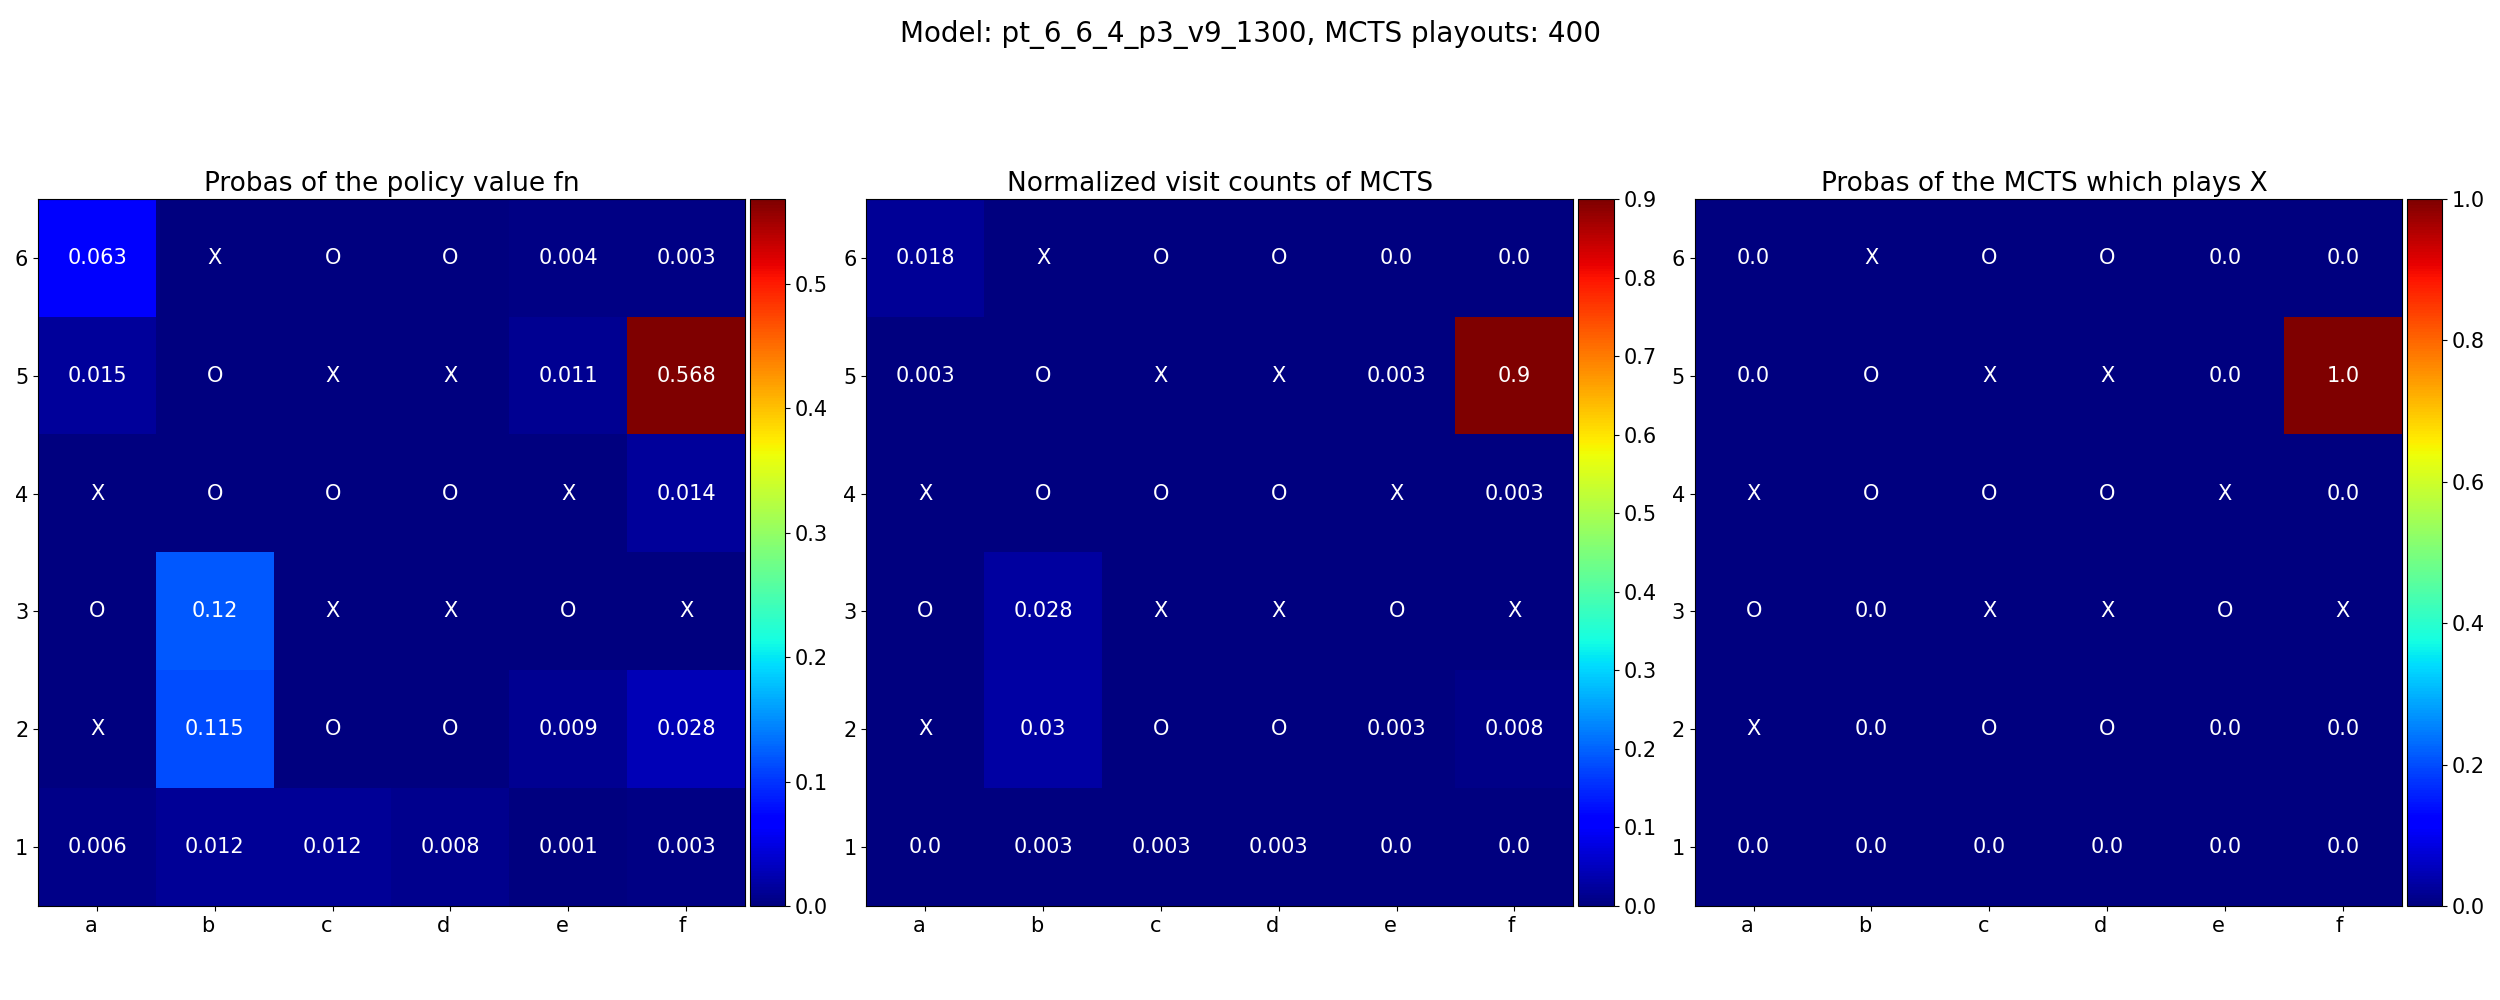 Model: pt_6_6_4_p3_v9_1300, MCTS playouts: 400
Probas of the policy value fn
6 0.063 X O O 0.004 0.003
5 0.015 O X X 0.011 0.568
4 X O O O X 0.014
3 O 0.12 X X O X
2 X 0.115 O O 0.009 0.028
1 0.006 0.012 0.012 0.008 0.001 0.003
a b c d e f
0.5
0.4
0.3
0.2
0.1
0.0
Normalized visit counts of MCTS
6 0.018 X O O 0.0 0.0
5 0.003 O X X 0.003 0.9
4 X O O O X 0.003
3 O 0.028 X X O X
2 X 0.03 O O 0.003 0.008
1 0.0 0.003 0.003 0.003 0.0 0.0
a b c d e f
0.9
0.8
0.7
0.6
0.5
0.4
0.3
0.2
0.1
0.0
Probas of the MCTS which plays X
6 0.0 X O O 0.0 0.0
5 0.0 O X X 0.0 1.0
4 X O O O X 0.0
3 O 0.0 X X O X
2 X 0.0 O O 0.0 0.0
1 0.0 0.0 0.0 0.0 0.0 0.0
a b c d e f
1.0
0.8
0.6
0.4
0.2
0.0